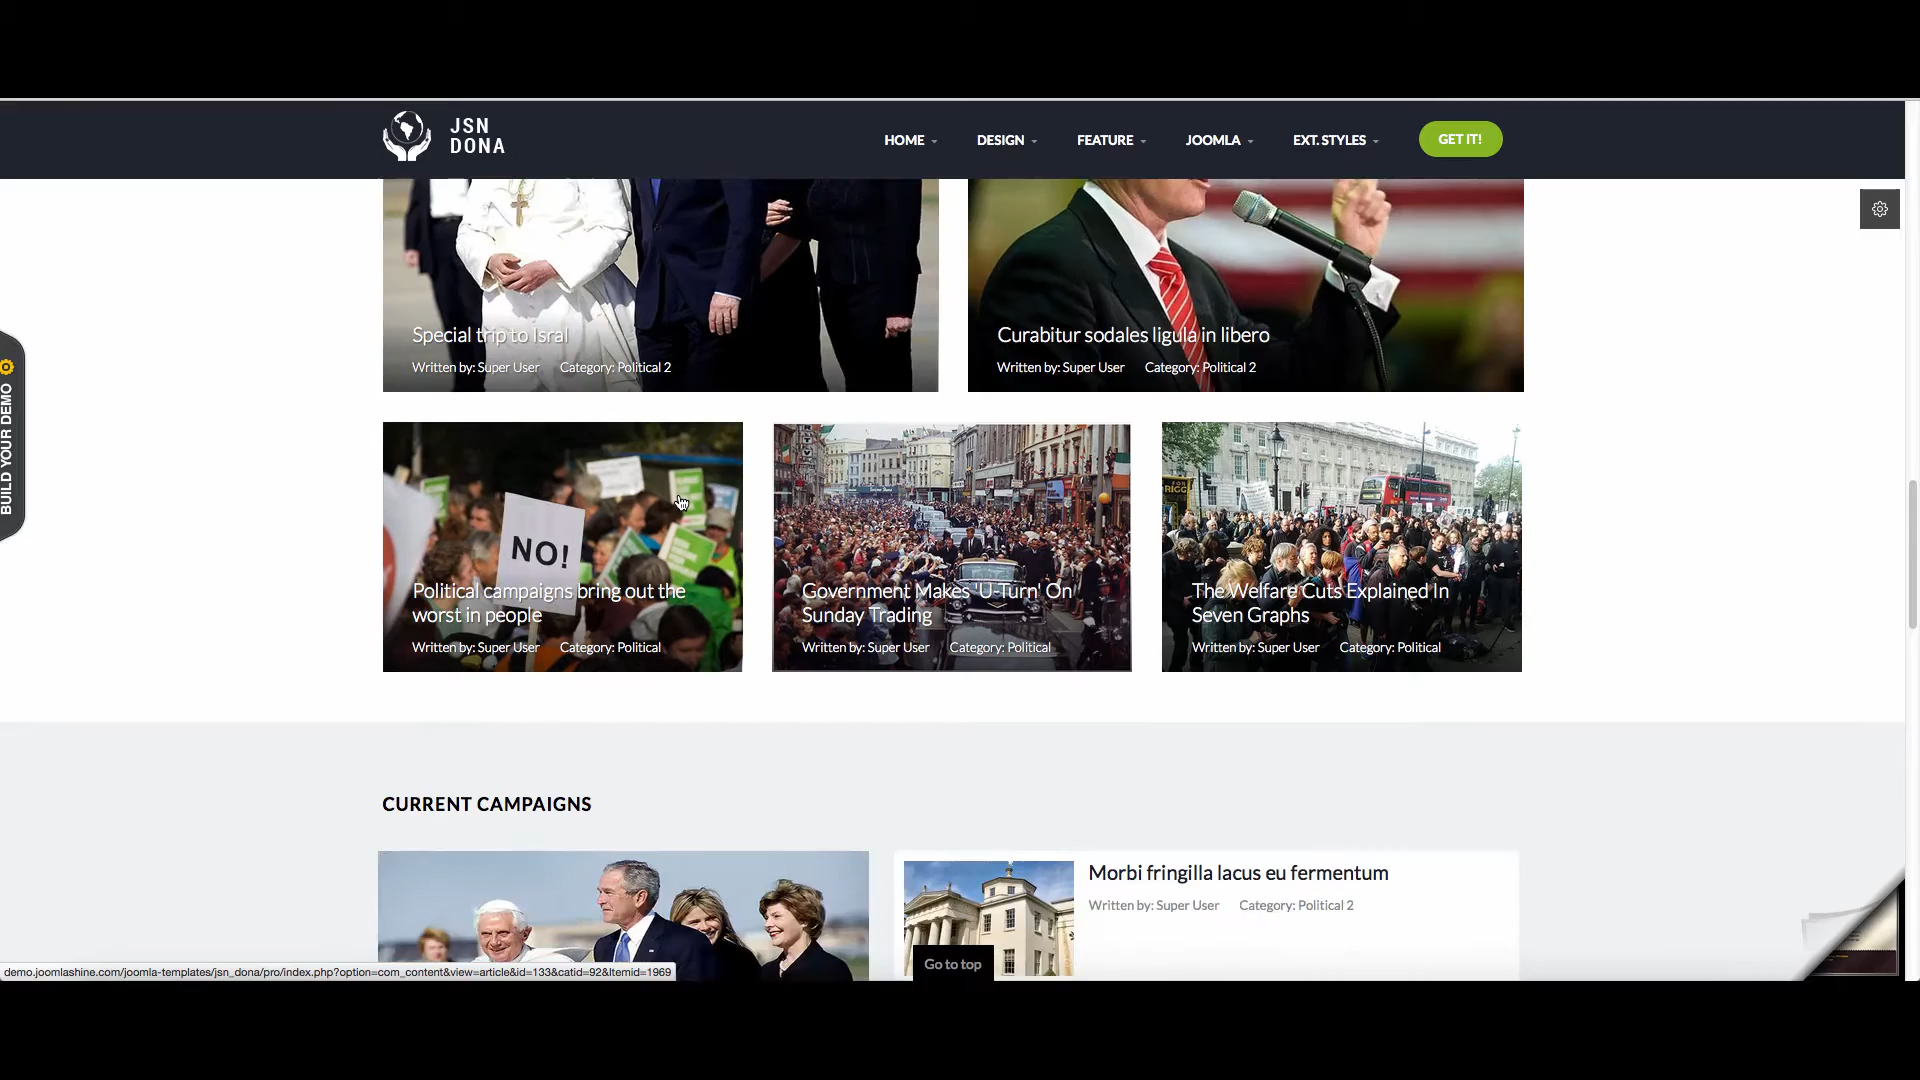 JSN
DONA
HOME
DESIGN
FEATURE
JOOMLA
EXT. STYLES
GET IT!
BUILD YOUR DEMO
Special trip to Isral
Written by: Super User Category: Political 2
Curabitur sodales ligula in libero
Written by: Super User Category: Political 2
NO!
Political campaigns bring out the
worst in people
Written by: Super User Category: Political
Government Makes 'U-Turn' On
Sunday Trading
Written by: Super User Category: Political
FOR
RIGG
The Welfare Cuts Explained In
Seven Graphs
Written by: Super User Category: Political
CURRENT CAMPAIGNS
Morbi fringilla lacus eu fermentum
Written by: Super User Category: Political 2
Go to top
demo.joomlashine.com/joomla-templates/jsn_dona/pro/index.php?option=com_content&view=article&id=133&catid=92&Itemid=1969